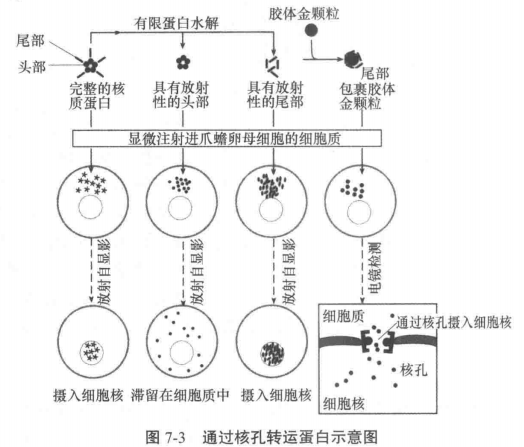 有限蛋白水解
胶体金颗粒
尾部
头部
完整的核
质蛋白
具有放射
性的头部
具有放射
性的尾部
尾部
包裹胶体
金颗粒
显微注射进爪蟾卵母细胞的细胞质
放射自显影
放射自显影
放射自显影
电镜检测
细胞质
通过核孔摄入细胞核
核孔
细胞核
摄入细胞核
滞留在细胞质中
摄入细胞核
图 7-3 通过核孔转运蛋白示意图